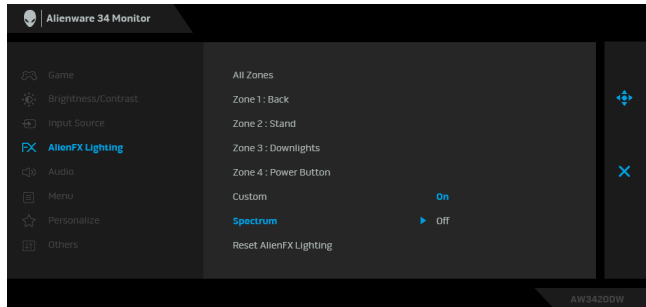 Alienware 34 Monitor
Game
Brightness/Contrast
Input Source
FX AlienFX Lighting
Audio
Menu
Personalize
Others
All Zones
Zone 1 : Back
Zone 2 : Stand
Zone 3 : Downlights
Zone 4 : Power Button
Custom On
Spectrum Off
Reset AlienFX Lighting
AW3420DW